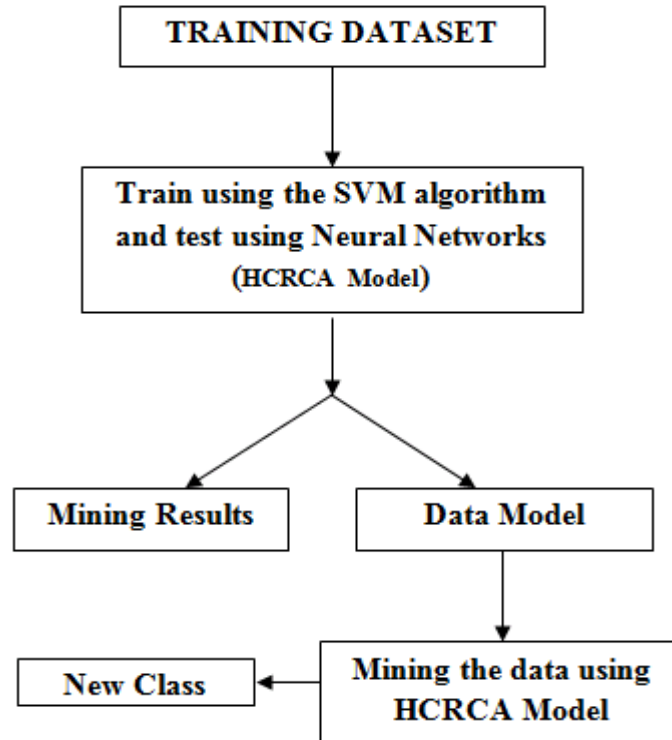 TRAINING DATASET
Train using the SVM algorithm
and test using Neural Networks
(HCRCA Model)
Mining Results
Data Model
New Class
Mining the data using
HCRCA Model